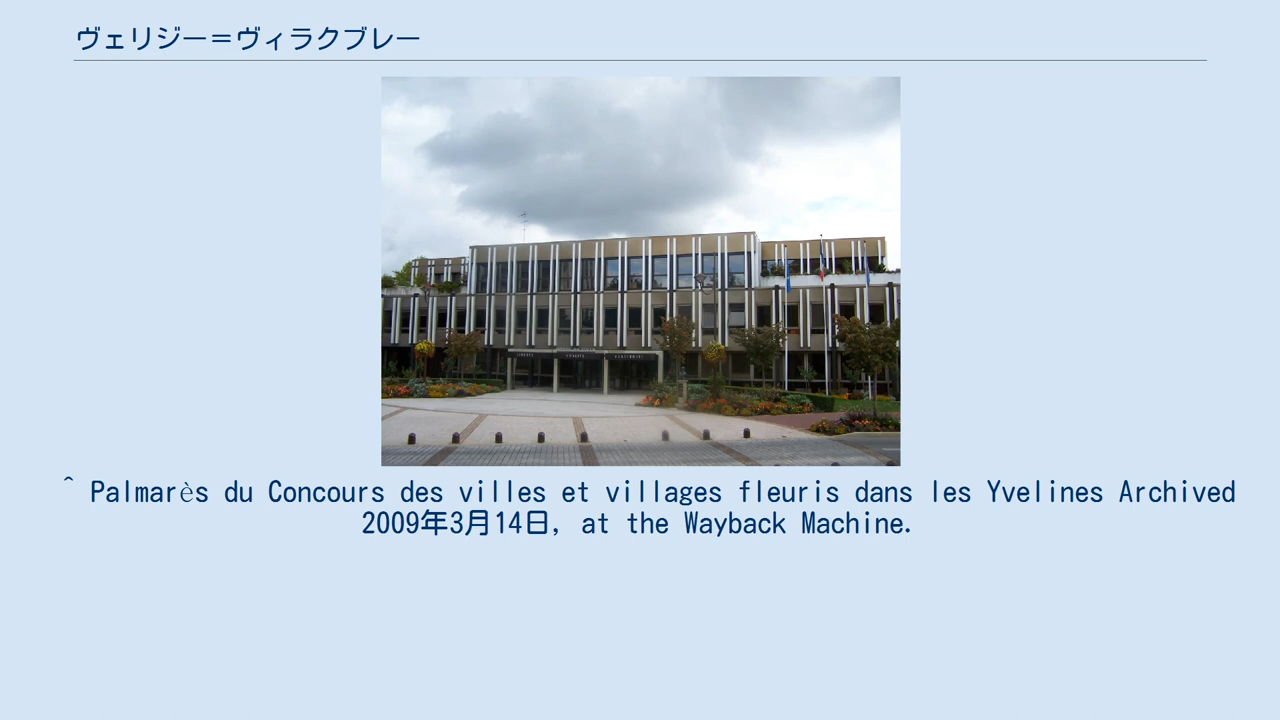 ヴェリジー＝ヴィラクブレー
^ Palmarès du Concours des villes et villages fleuris dans les Yvelines Archived
2009年3月14日, at the Wayback Machine.